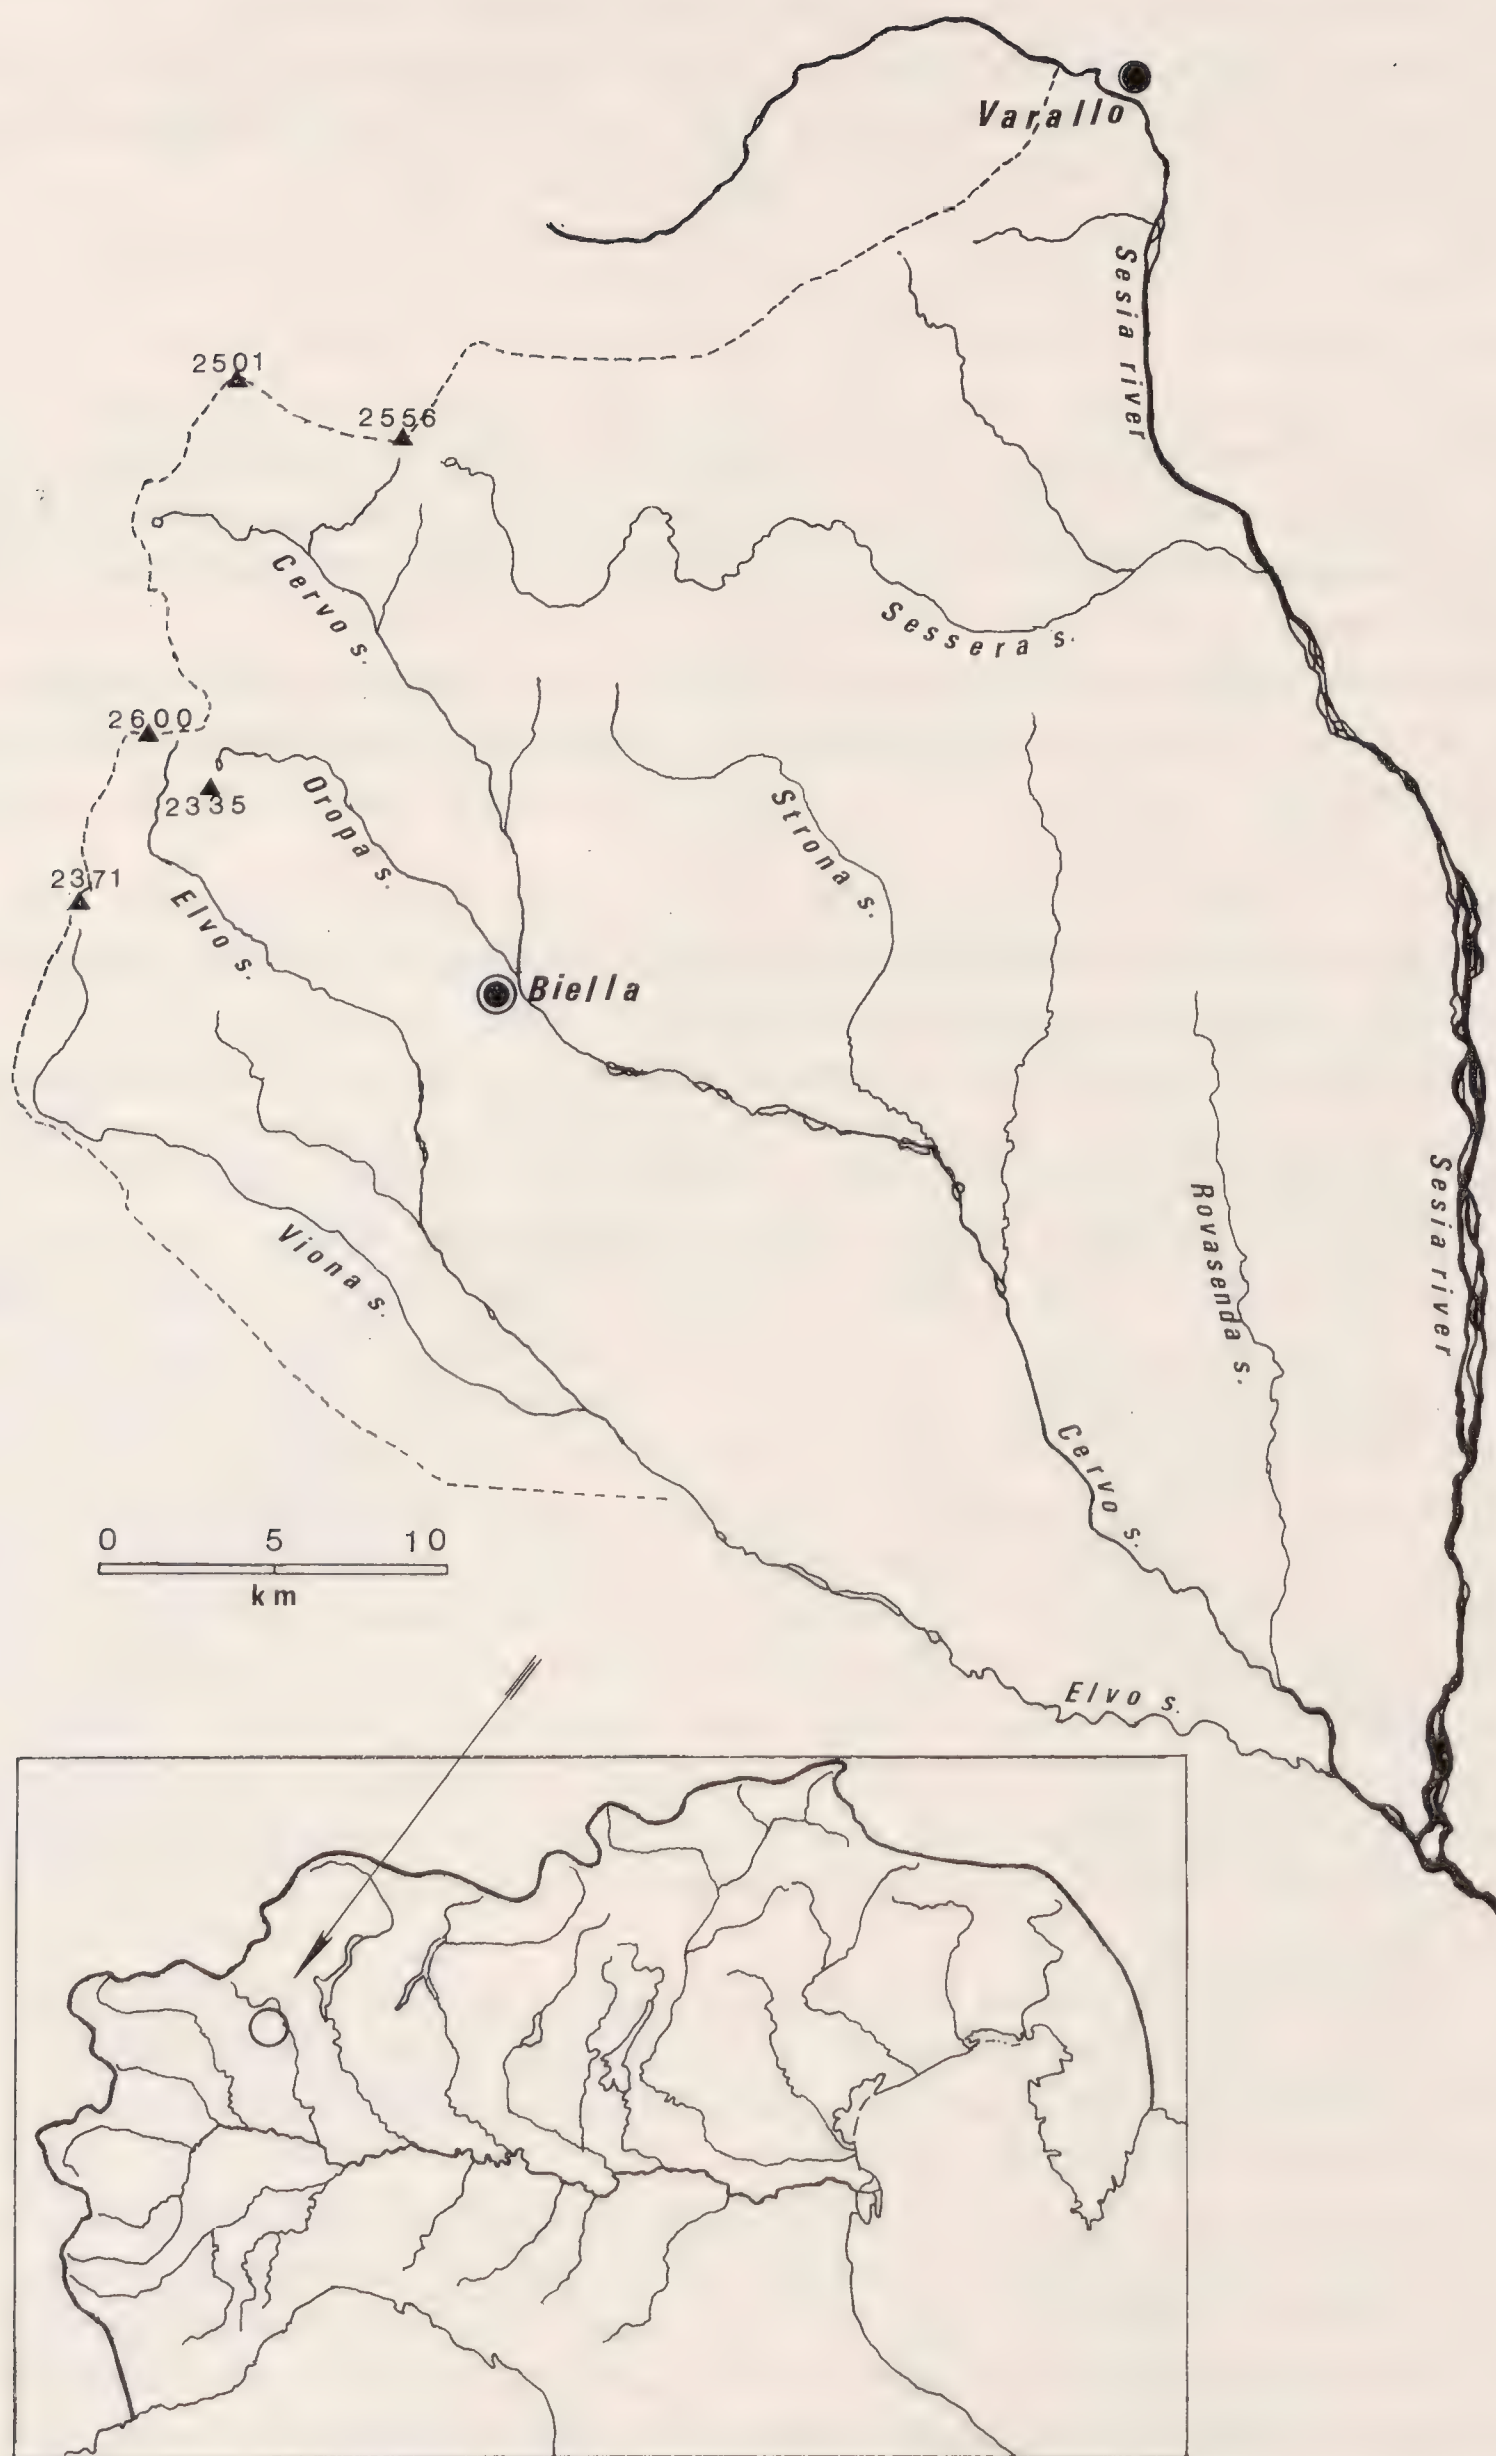 Varallo
Sesia river
2501
2556
Cervo s.
Sessera s.
2600
2335
Oropa s.
Strona s.
2371
Elvo s.
Biella
Sesia river
Rovasenda s.
Viona s.
Cervo s.
0 5 10
km
Elvo s.